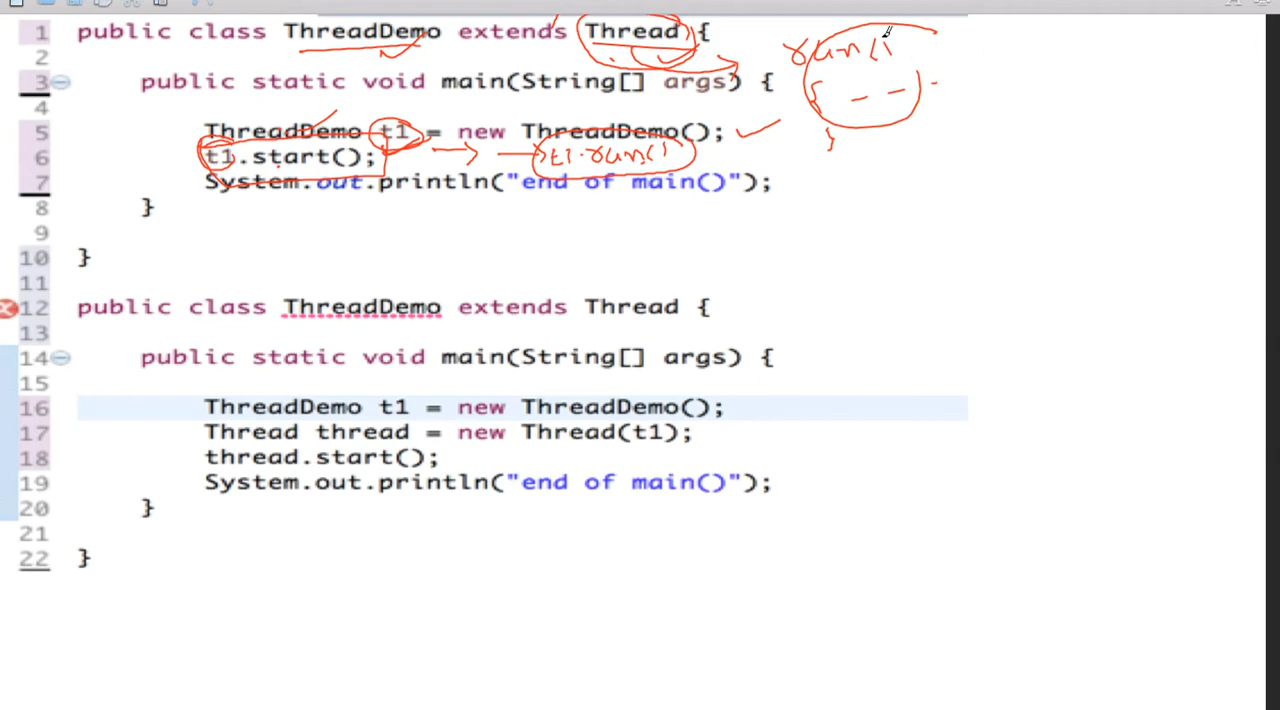 1 public class ThreadDemo extends Thread {
run()
2
3 public static void main(String[] args) {
{ - - }
4
5 ThreadDemo t1 = new ThreadDemo();
6 t1.start(); t1.run()
7 System.out.println("end of main()");
8 }
9
10 }
11
12 public class ThreadDemo extends Thread {
13
14 public static void main(String[] args) {
15
16 ThreadDemo t1 = new ThreadDemo();
17 Thread thread = new Thread(t1);
18 thread.start();
19 System.out.println("end of main()");
20 }
21
22 }